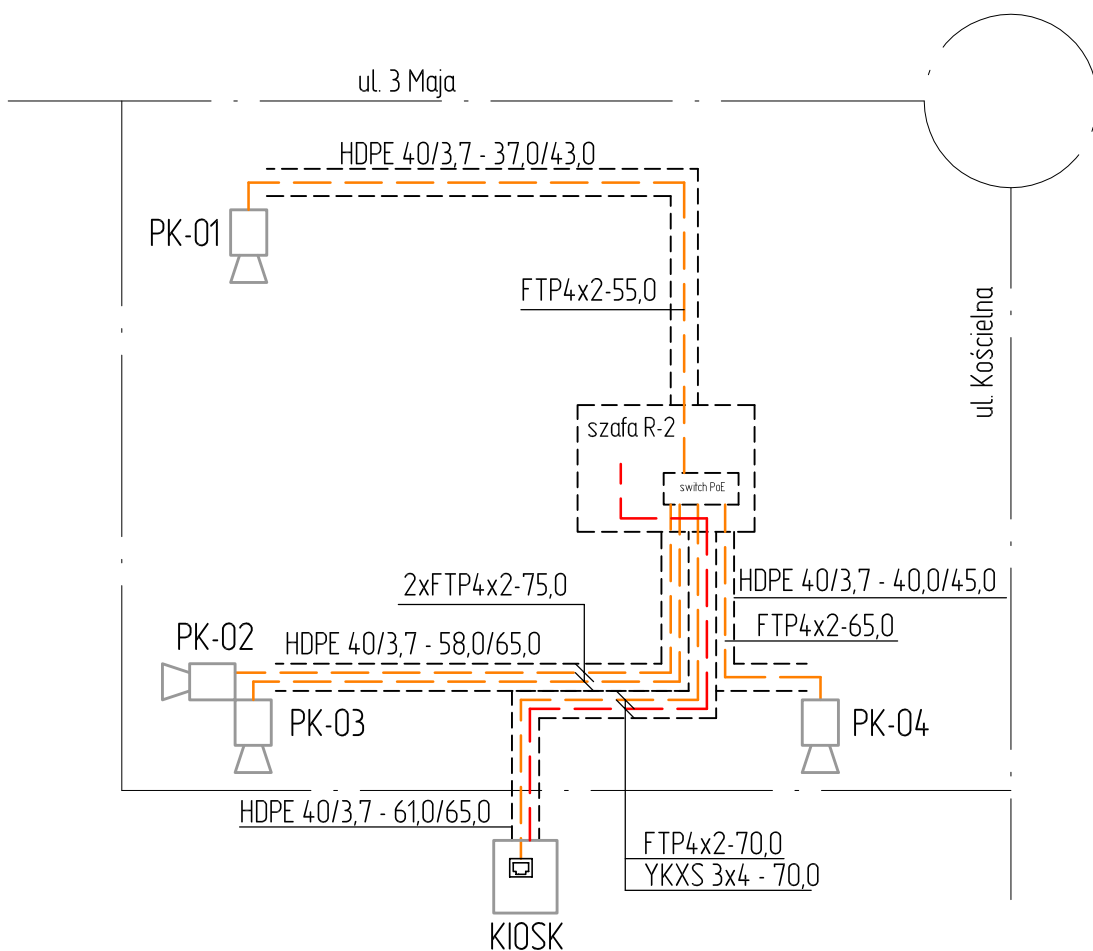 ul. 3 Maja
HDPE 40/3,7 - 37,0/43,0
PK-01
FTP4x2-55,0
ul. Kościelna
szafa R-2
switch PoE
2xFTP4x2-75,0
HDPE 40/3,7 - 40,0/45,0
FTP4x2-65,0
PK-02
HDPE 40/3,7 - 58,0/65,0
PK-03
PK-04
HDPE 40/3,7 - 61,0/65,0
FTP4x2-70,0
YKXS 3x4 - 70,0
KIOSK